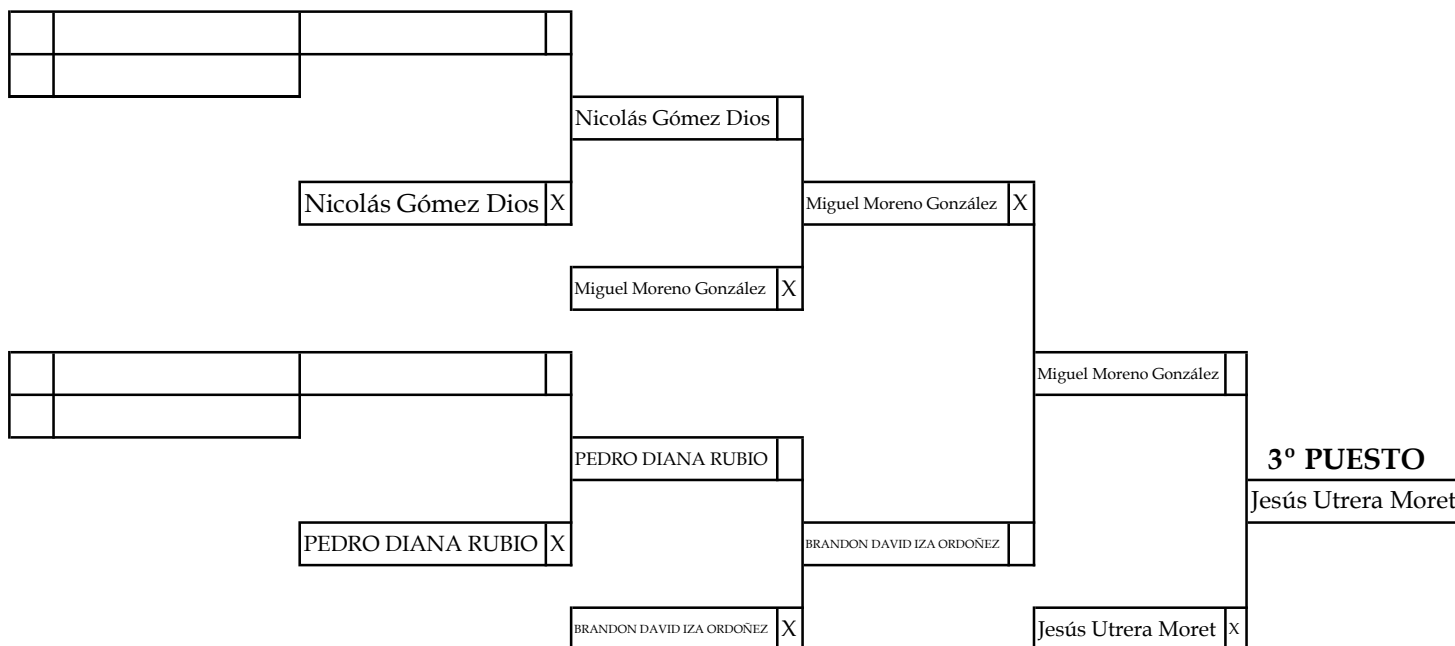 Nicolás Gómez Dios
Nicolás Gómez Dios X
Miguel Moreno González X
Miguel Moreno González X
Miguel Moreno González
PEDRO DIANA RUBIO
3º PUESTO
Jesús Utrera Moret
PEDRO DIANA RUBIO X
BRANDON DAVID IZA ORDOÑEZ
BRANDON DAVID IZA ORDOÑEZ X
Jesús Utrera Moret X